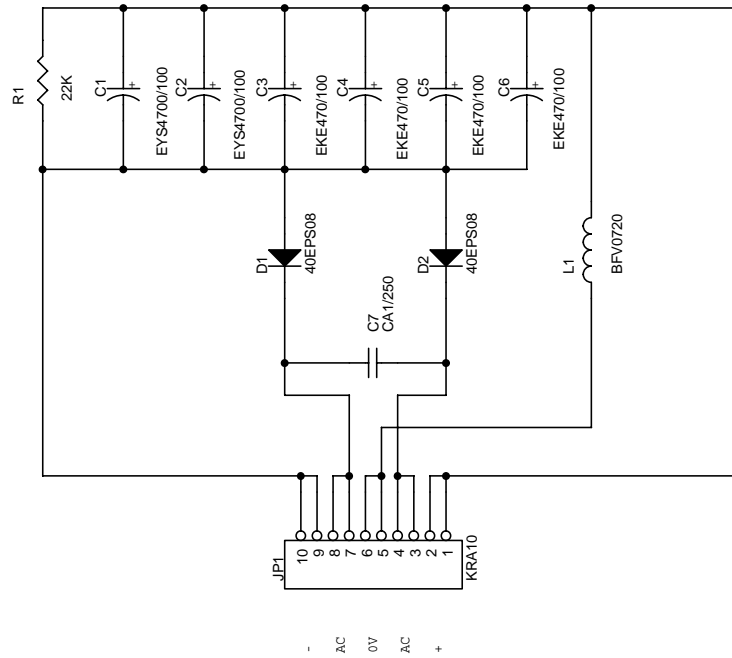 R1
22K
C1
EYS4700/100
C2
EYS4700/100
C3
EKE470/100
C4
EKE470/100
C5
EKE470/100
C6
EKE470/100
+
+
+
+
+
+
D1
40EPS08
D2
40EPS08
C7
CA1/250
L1
BFV0720
JP1
10
9
8
7
6
5
4
3
2
1
KRA10
-
AC
0V
AC
+